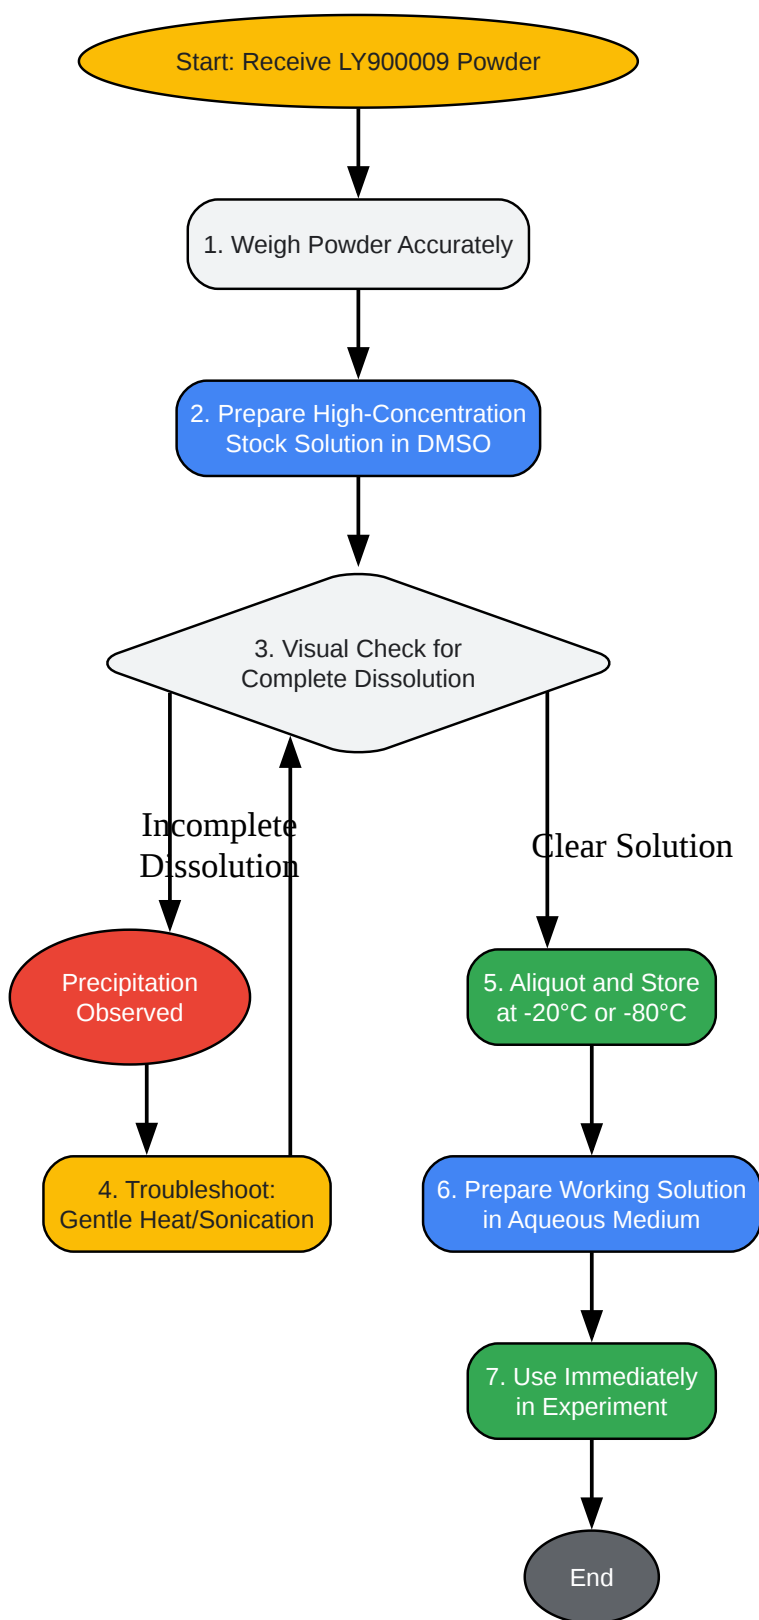 Start: Receive LY900009 Powder
1. Weigh Powder Accurately
2. Prepare High-Concentration
Stock Solution in DMSO
3. Visual Check for
Complete Dissolution
Incomplete
Dissolution
Clear Solution
Precipitation
Observed
5. Aliquot and Store
at -20°C or -80°C
4. Troubleshoot:
Gentle Heat/Sonication
6. Prepare Working Solution
in Aqueous Medium
7. Use Immediately
in Experiment
End